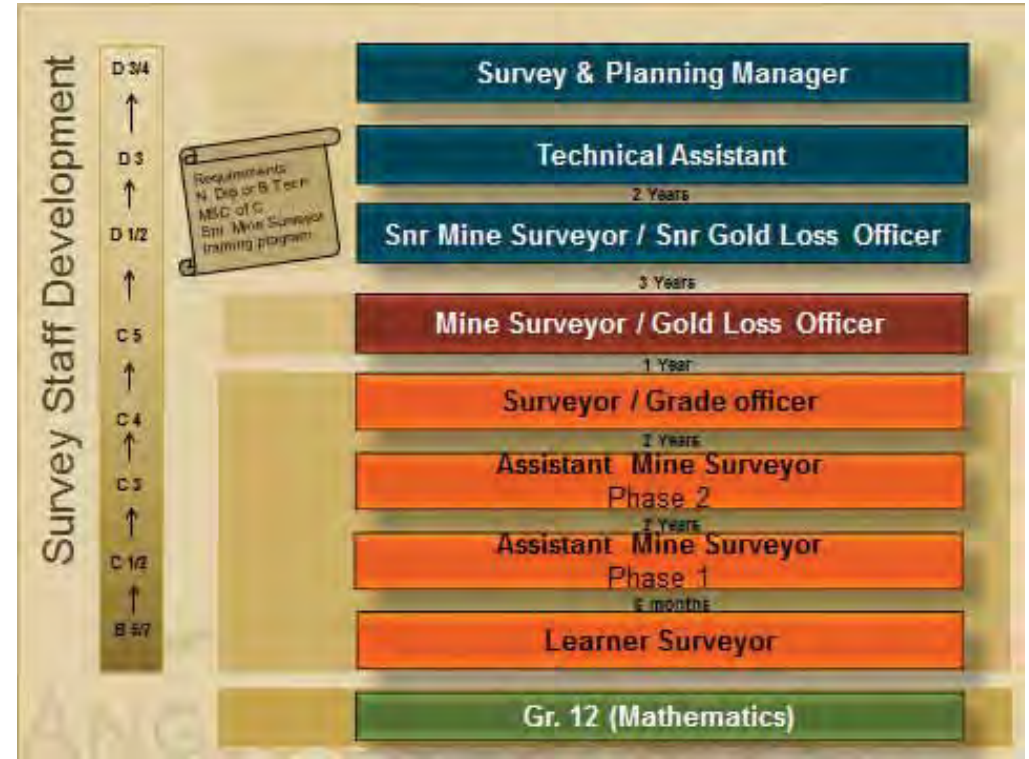 Survey Staff Development
D 3/4
D 3
D 1/2
C 5
C 4
C 3
C 1/2
B 5/7
Requirements
N. Dip or B Tech
MSC of C
Snr. Mine Surveyor
training program
Survey & Planning Manager
Technical Assistant
2 Years
Snr Mine Surveyor / Snr Gold Loss Officer
3 Years
Mine Surveyor / Gold Loss Officer
1 Year
Surveyor / Grade officer
2 Years
Assistant Mine Surveyor
Phase 2
2 Years
Assistant Mine Surveyor
Phase 1
6 months
Learner Surveyor
Gr. 12 (Mathematics)
ANG